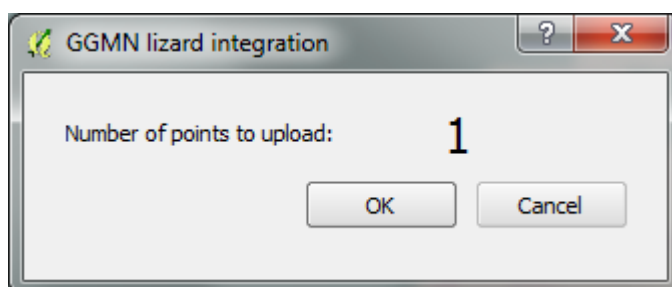 GGMN lizard integration
?
X
Number of points to upload: 1
OK Cancel